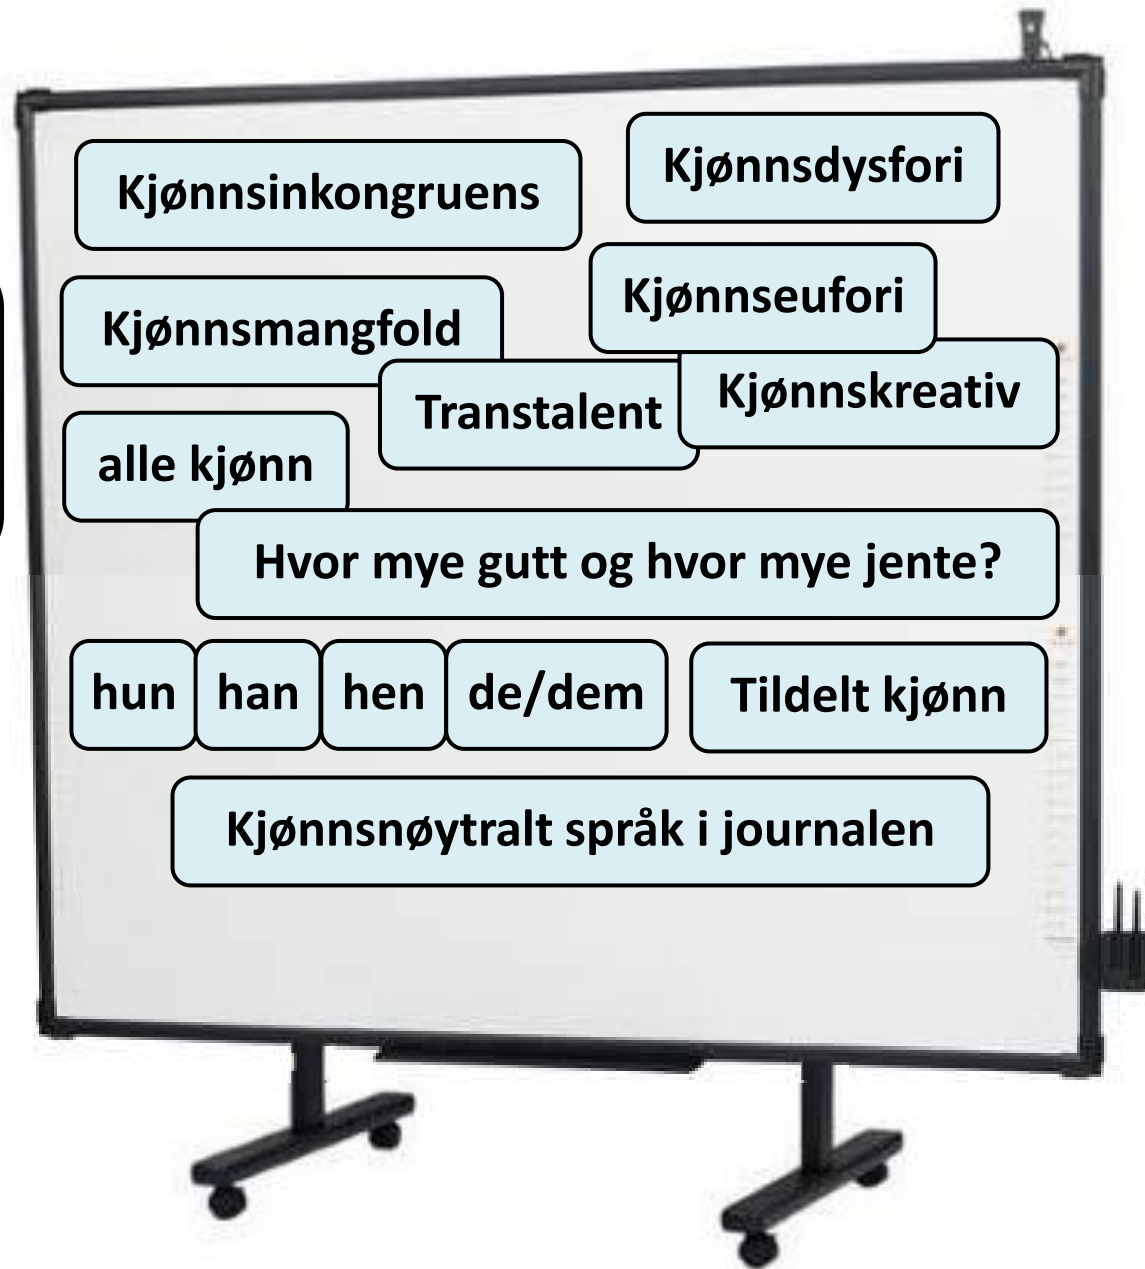 Kjønnsinkongruens
Kjønnsdysfori
Kjønnsmangfold
Kjønnseufori
Transtalent
Kjønnskreativ
alle kjønn
Hvor mye gutt og hvor mye jente?
hun
han
hen
de/dem
Tildelt kjønn
Kjønnsnøytralt språk i journalen